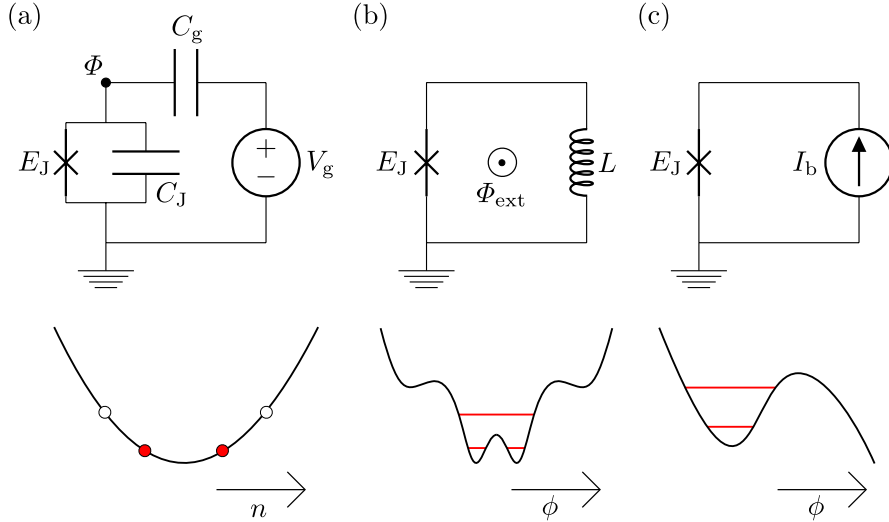 (a) (b) (c)
C_g
Φ
E_J
C_J
+
−
V_g
E_J
Φ_ext
L
E_J
I_b
n
ϕ
ϕ